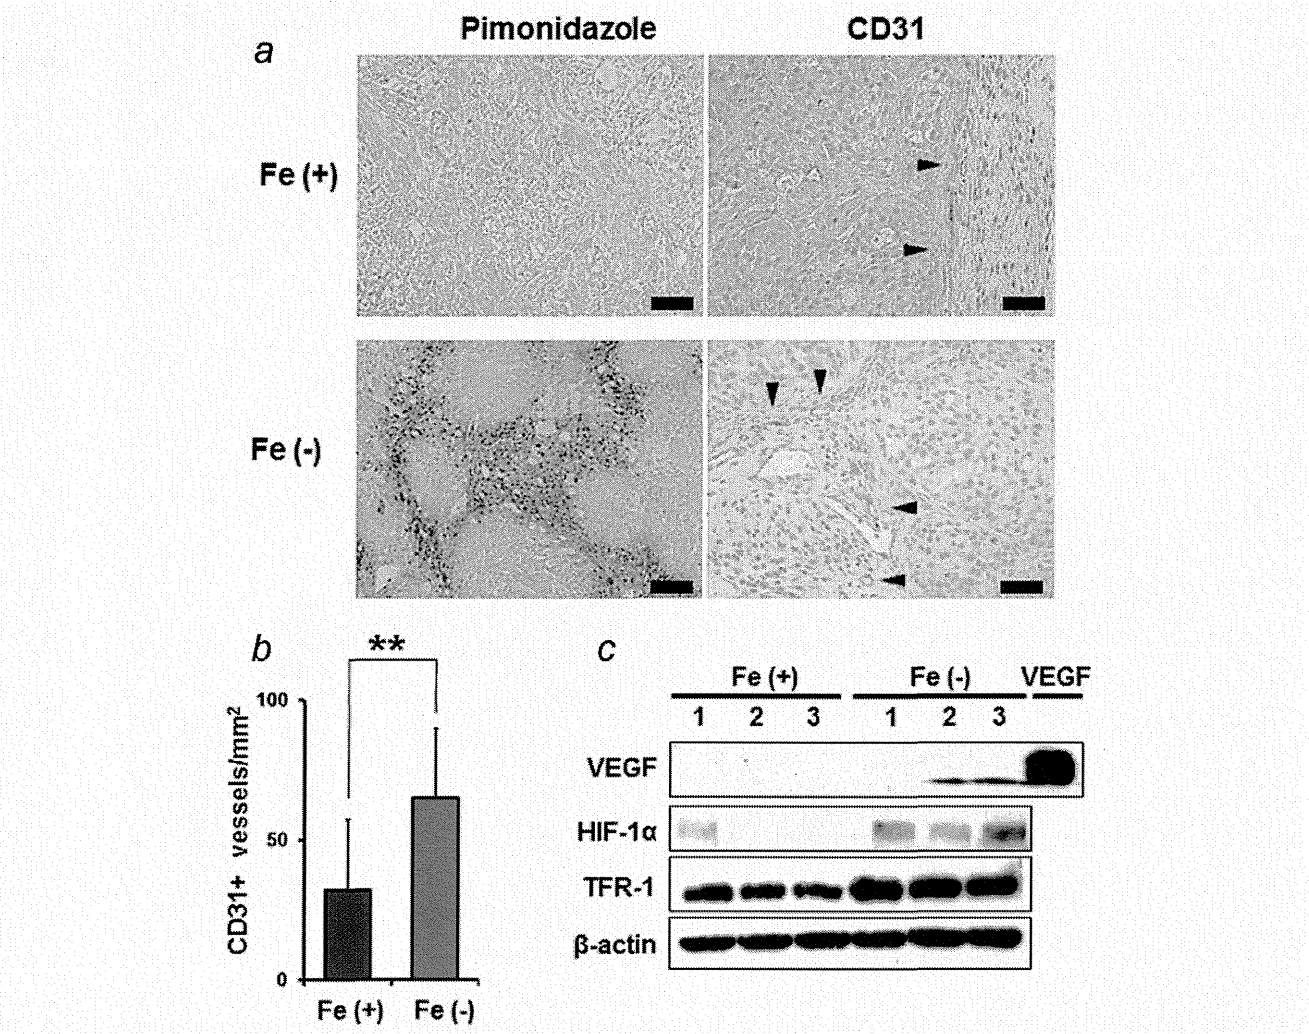 Pimonidazole CD31
a
Fe (+)
Fe (-)
b
**
100
50
0
CD31+ vessels/mm²
Fe (+) Fe (-)
c
Fe (+) Fe (-) VEGF
1 2 3 1 2 3
VEGF
HIF-1α
TFR-1
β-actin